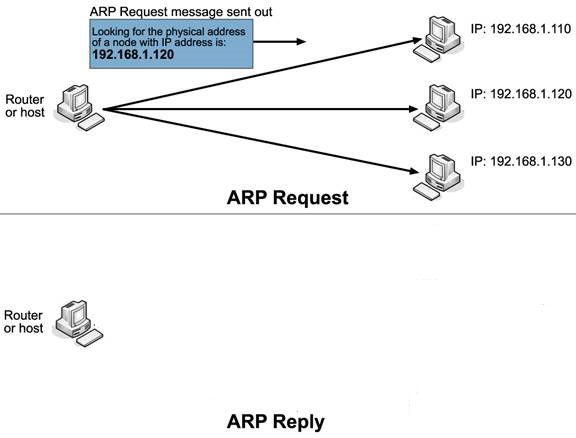 ARP Request message sent out
Looking for the physical address
of a node with IP address is:
192.168.1.120
IP: 192.168.1.110
Router
or host
IP: 192.168.1.120
IP: 192.168.1.130
ARP Request
Router
or host
ARP Reply